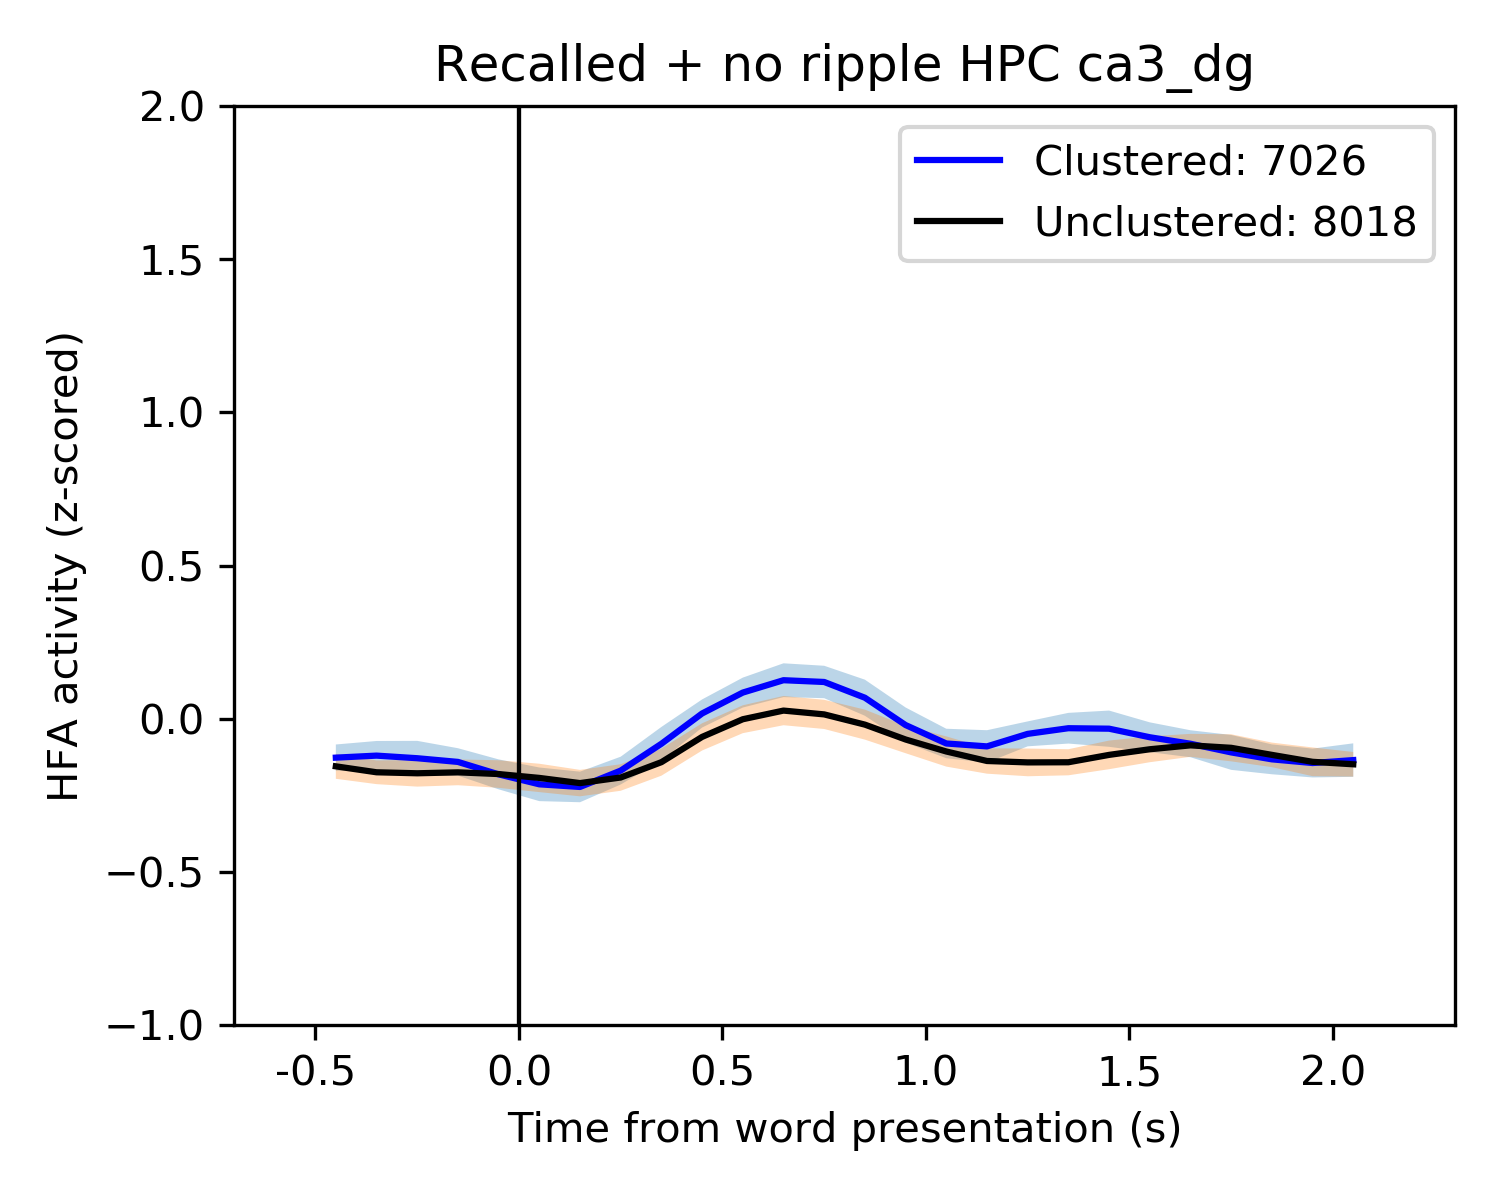 Recalled + no ripple HPC ca3_dg
2.0
1.5
1.0
0.5
0.0
−0.5
−1.0
HFA activity (z-scored)
Clustered: 7026
Unclustered: 8018
-0.5 0.0 0.5 1.0 1.5 2.0
Time from word presentation (s)